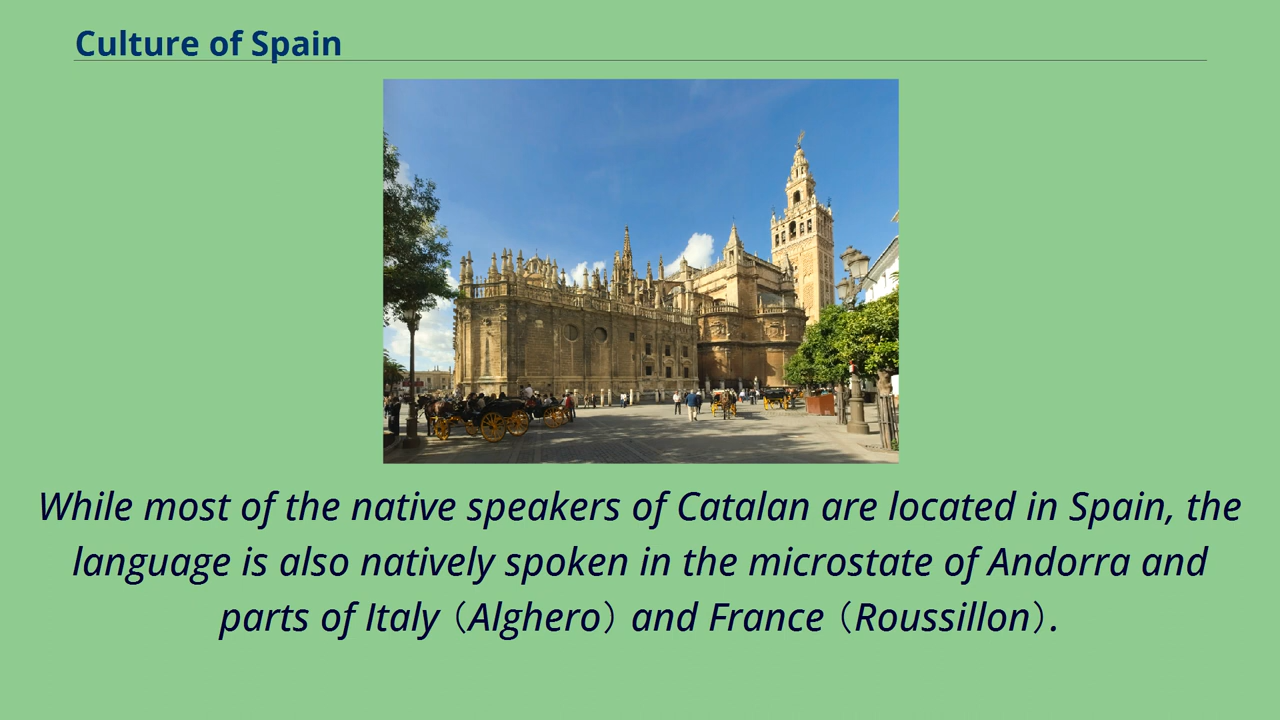 Culture of Spain
While most of the native speakers of Catalan are located in Spain, the
language is also natively spoken in the microstate of Andorra and
parts of Italy（Alghero）and France（Roussillon）.